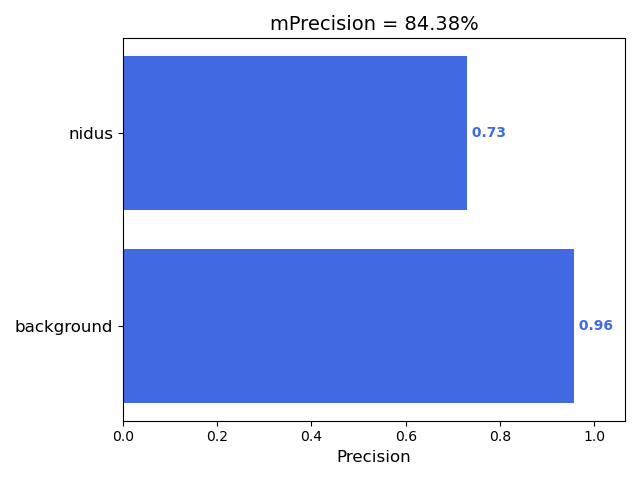 mPrecision = 84.38%
nidus
0.73
background
0.96
0.0 0.2 0.4 0.6 0.8 1.0
Precision